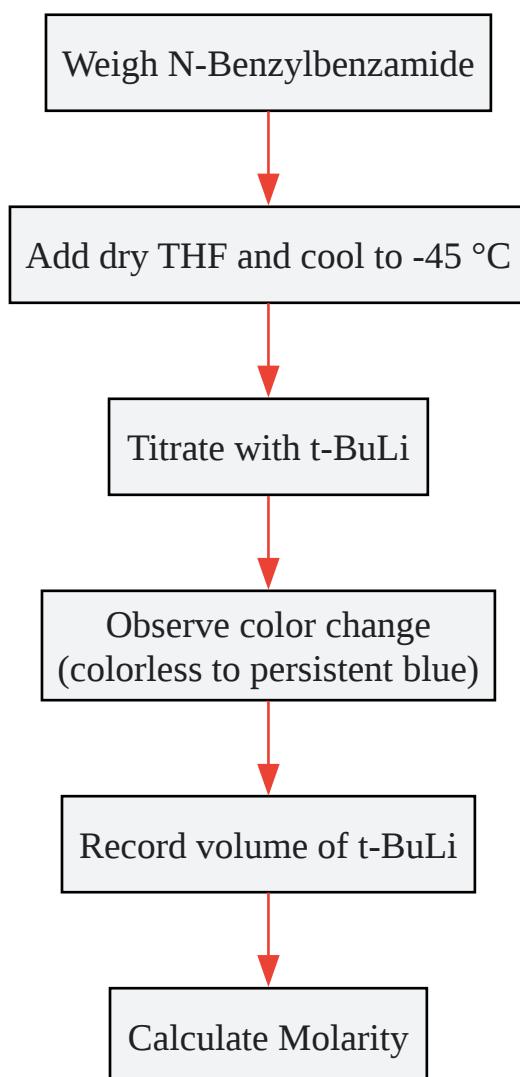 Weigh N-Benzylbenzamide
Add dry THF and cool to -45 °C
Titrate with t-BuLi
Observe color change
(colorless to persistent blue)
Record volume of t-BuLi
Calculate Molarity